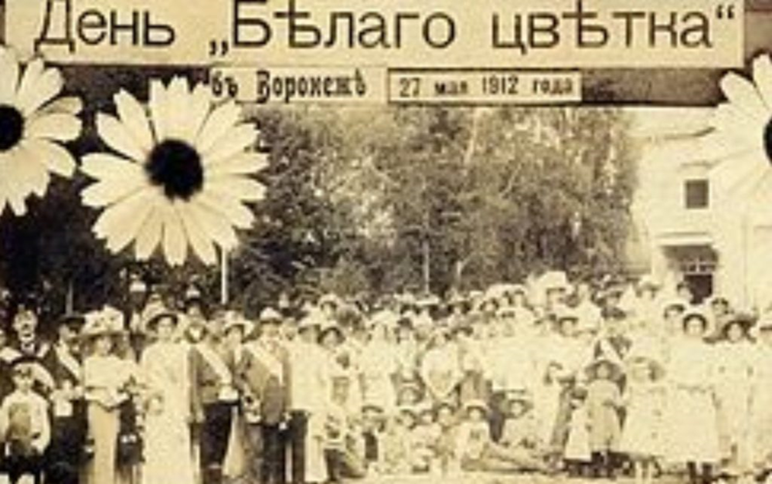 День „Бѣлаго цвѣтка“
въ Воронежѣ 27 мая 1912 года